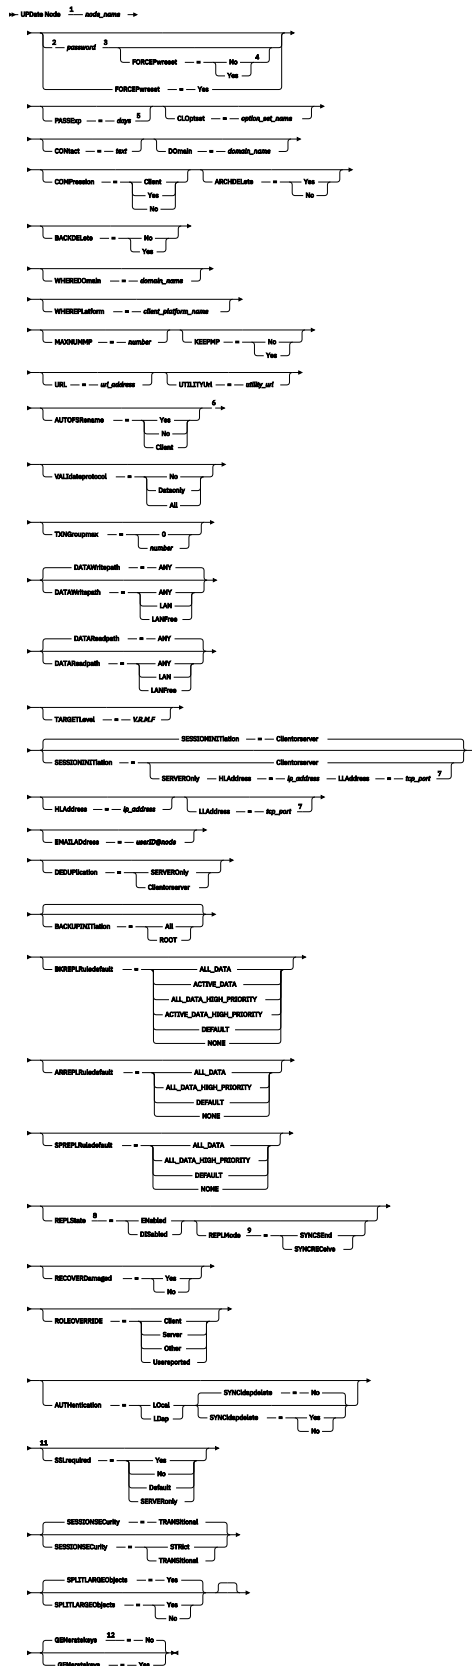 UPDate Node 1 node_name
2 password 3 FORCEPwreset = No 4
Yes
FORCEPwreset = Yes
PASSExp = days 5 CLOptset = option_set_name
CONtact = text DOmain = domain_name
COMPression = Client ARCHDELete = Yes
Yes No
No
BACKDELete = No
Yes
WHEREDOmain = domain_name
WHEREPLatform = client_platform_name
MAXNUMMP = number KEEPMP = No
Yes
URL = url_address UTILITYUrl = utility_url
6
AUTOFSRename = Yes
No
Client
VALIdateprotocol = No
Dataonly
All
TXNGroupmax = 0
number
DATAWritepath = ANY
DATAWritepath = ANY
LAN
LANFree
DATAReadpath = ANY
DATAReadpath = ANY
LAN
LANFree
TARGETLevel = V.R.M.F
SESSIONINITiation = Clientorserver
SESSIONINITiation = Clientorserver
SERVEROnly HLAddress = ip_address LLAddress = tcp_port 7
HLAddress = ip_address LLAddress = tcp_port 7
EMAILADdress = userID@node
DEDUPlication = SERVEROnly
Clientorserver
BACKUPINITiation = All
ROOT
BKREPLRuledefault = ALL_DATA
ACTIVE_DATA
ALL_DATA_HIGH_PRIORITY
ACTIVE_DATA_HIGH_PRIORITY
DEFAULT
NONE
ARREPLRuledefault = ALL_DATA
ALL_DATA_HIGH_PRIORITY
DEFAULT
NONE
SPREPLRuledefault = ALL_DATA
ALL_DATA_HIGH_PRIORITY
DEFAULT
NONE
REPLState 8 = ENabled
DISabled REPLMode 9 = SYNCSEnd
SYNCRECeive
RECOVERDamaged = Yes
No
ROLEOVERRIDE = Client
Server
Other
Usereported
SYNCldapdelete = No
AUTHentication = LOcal
LDap SYNCldapdelete = Yes
No
11
SSLrequired = Yes
No
Default
SERVERonly
SESSIONSECurity = TRANSitional
SESSIONSECurity = STRict
TRANSitional
SPLITLARGEObjects = Yes
SPLITLARGEObjects = Yes
No
GENeratekeys 12 = No
GENeratekeys = Yes